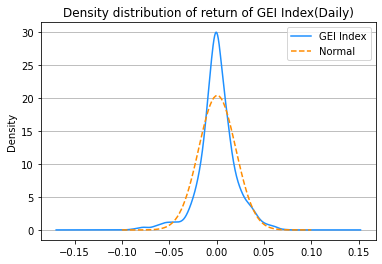 Density distribution of return of GEI Index(Daily)
GEI Index
Normal
Density
30
25
20
15
10
5
0
−0.15 −0.10 −0.05 0.00 0.05 0.10 0.15